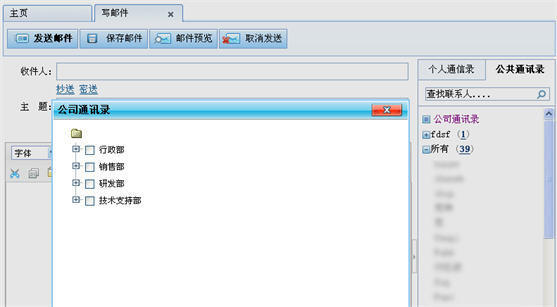 主页 写邮件
发送邮件 保存邮件 邮件预览 取消发送
收件人：
抄送 密送
主 题：
字体
公司通讯录
行政部
销售部
研发部
技术支持部
个人通信录 公共通讯录
查找联系人....
公司通讯录
fdsf (1)
所有 (39)